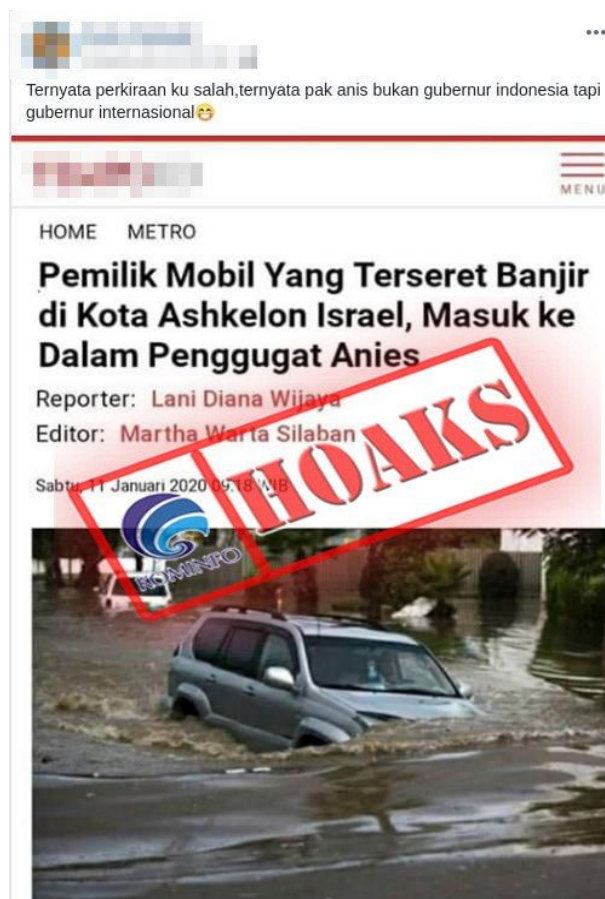 Ternyata perkiraan ku salah,ternyata pak anis bukan gubernur indonesia tapi
gubernur internasional😁
MENU
HOME METRO
Pemilik Mobil Yang Terseret Banjir
di Kota Ashkelon Israel, Masuk ke
Dalam Penggugat Anies
Reporter: Lani Diana Wijaya
Editor: Martha Warta Silaban
Sabtu, 11 Januari 2020 09.18 WIB
HOAKS
KOMINFO